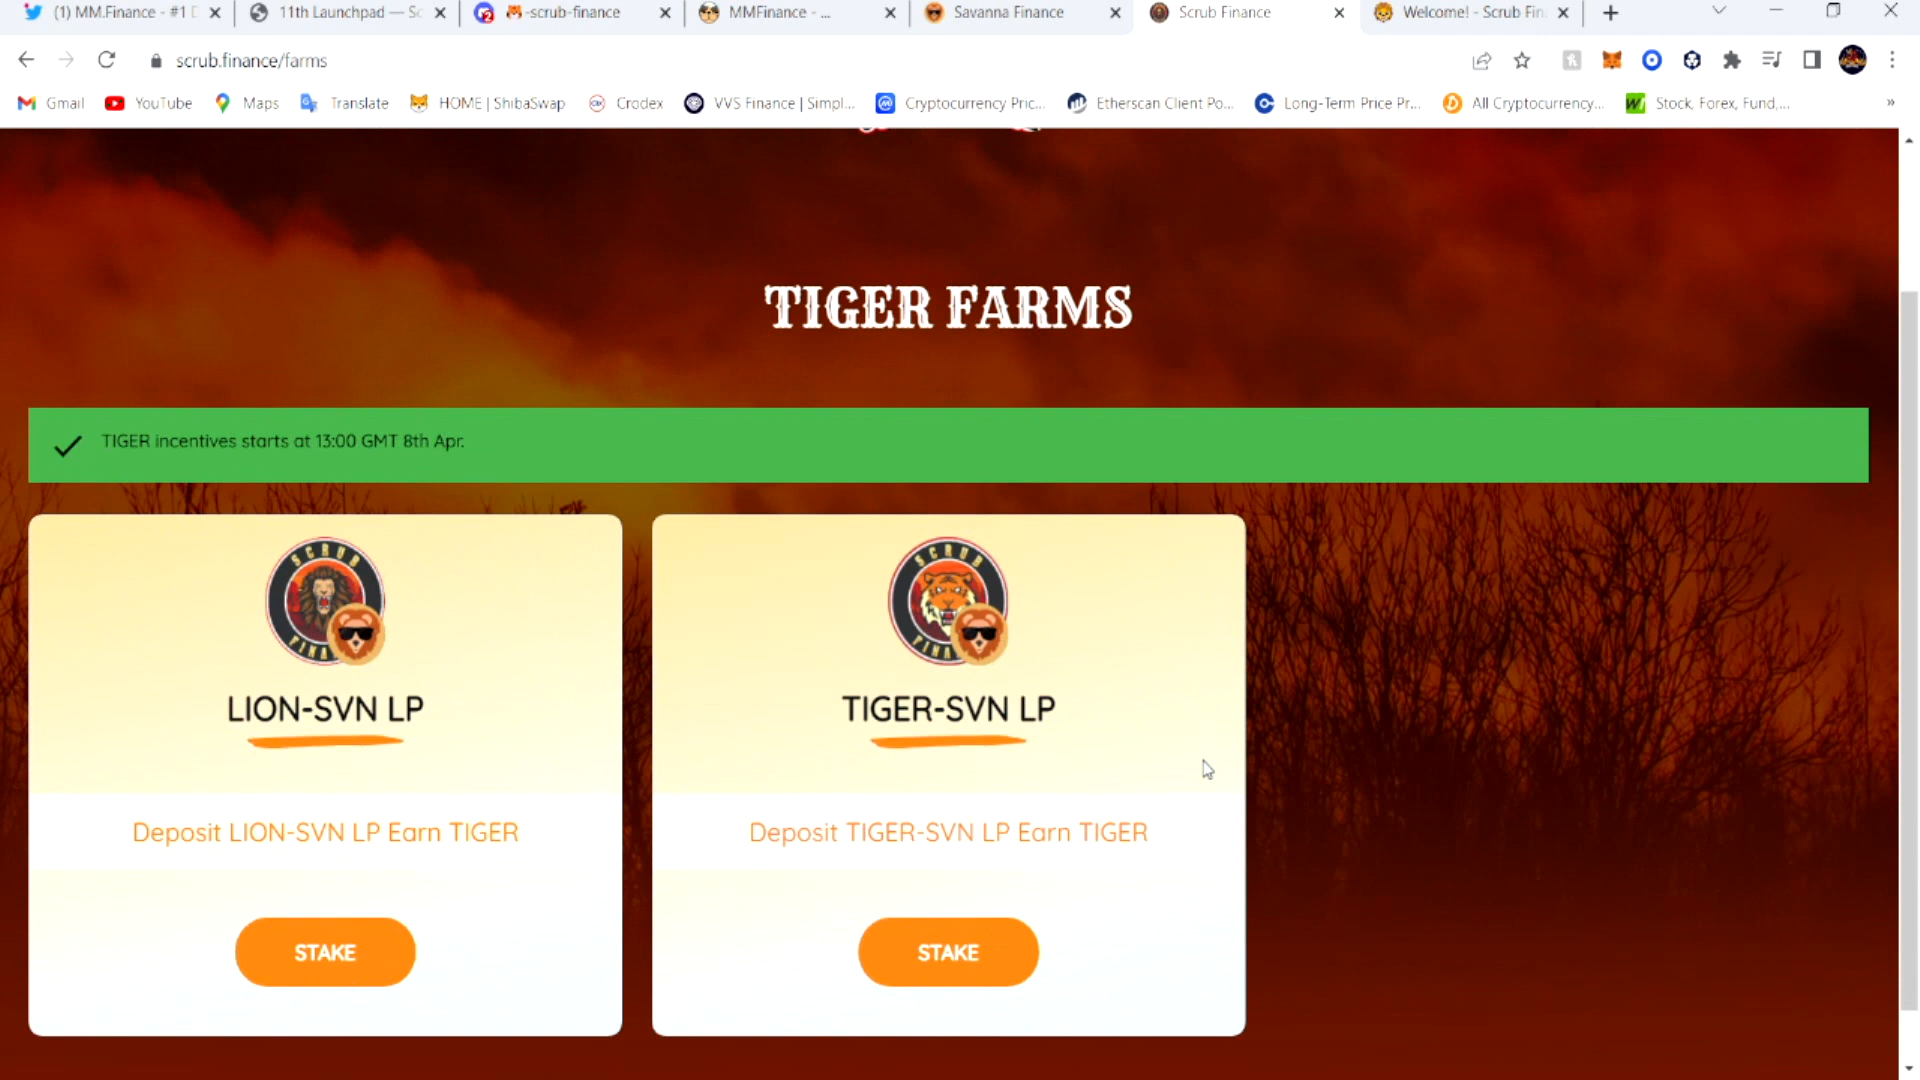 (1) MM.Finance - #1 D
11th Launchpad — Sc
-scrub-finance
MMFinance - ...
Savanna Finance
Scrub Finance
Welcome! - Scrub Fin
scrub.finance/farms
Gmail
YouTube
Maps
Translate
HOME | ShibaSwap
Crodex
VVS Finance | Simpl...
Cryptocurrency Pric...
Etherscan Client Po...
Long-Term Price Pr...
All Cryptocurrency...
Stock, Forex, Fund,...
»
TIGER FARMS
TIGER incentives starts at 13:00 GMT 8th Apr.
SCRUB
SCRUB
LION-SVN LP
TIGER-SVN LP
Deposit LION-SVN LP Earn TIGER
Deposit TIGER-SVN LP Earn TIGER
STAKE
STAKE